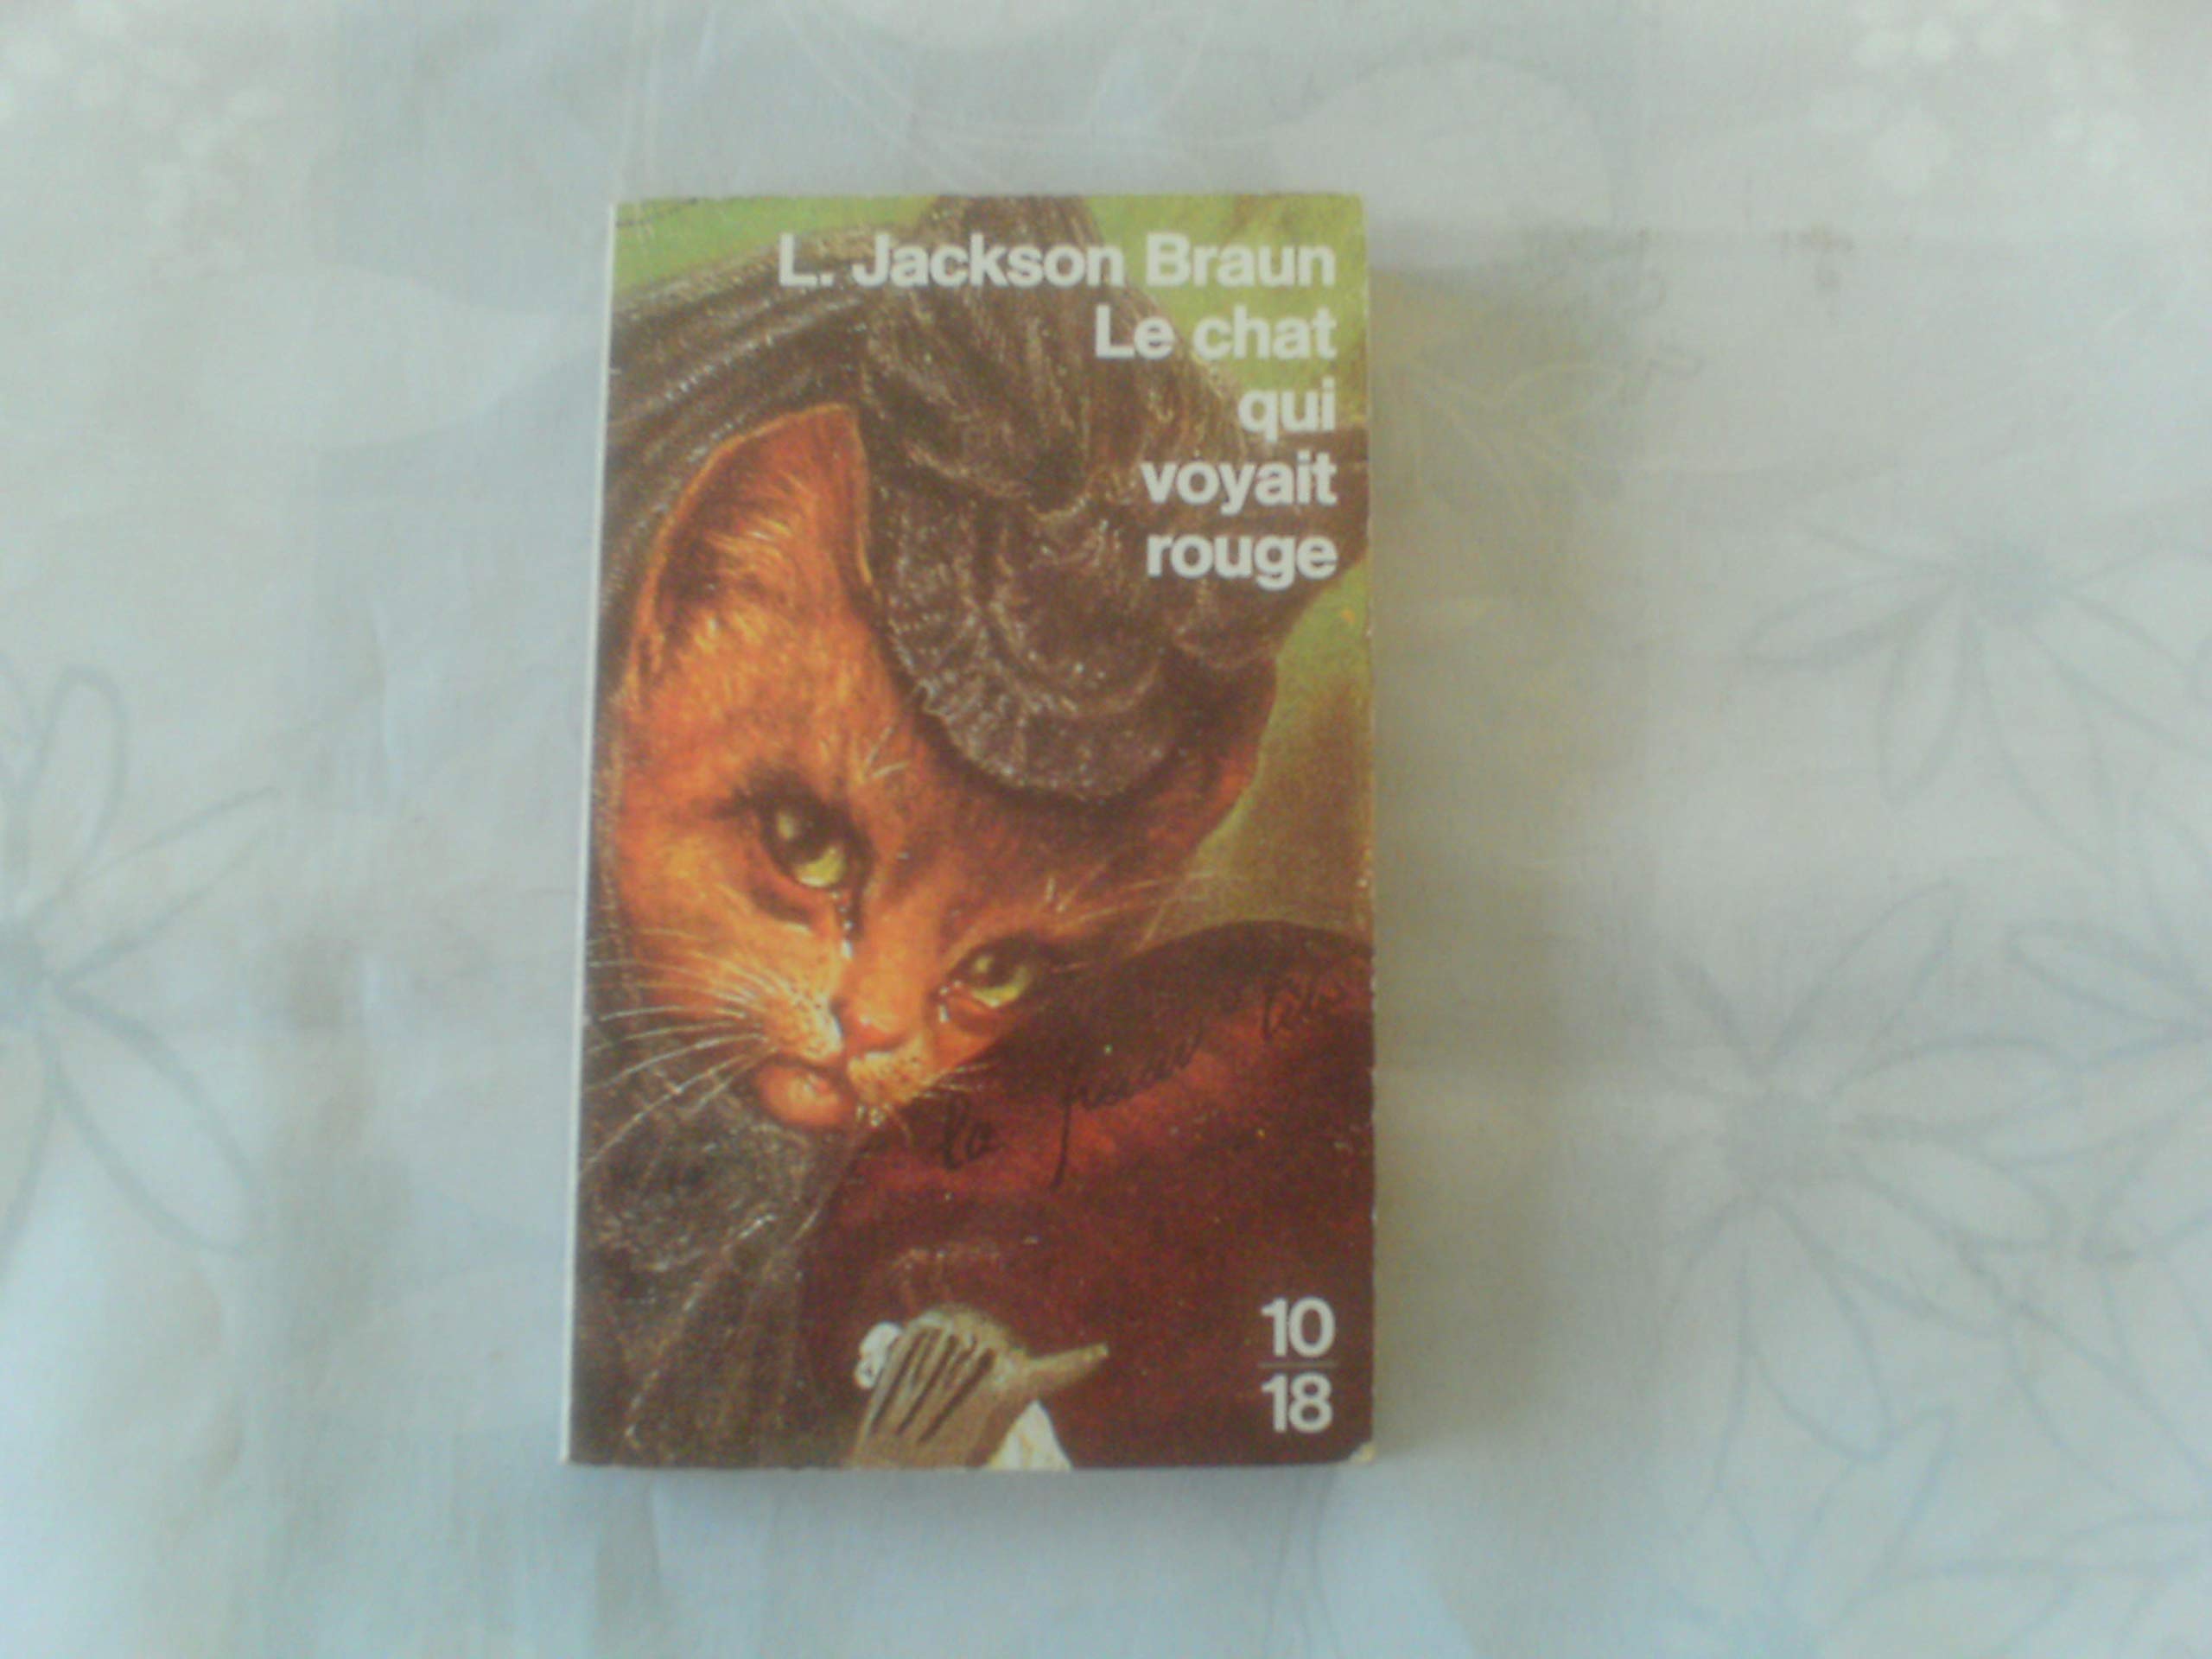 L. Jackson Braun
Le chat
qui
voyait
rouge
10
18